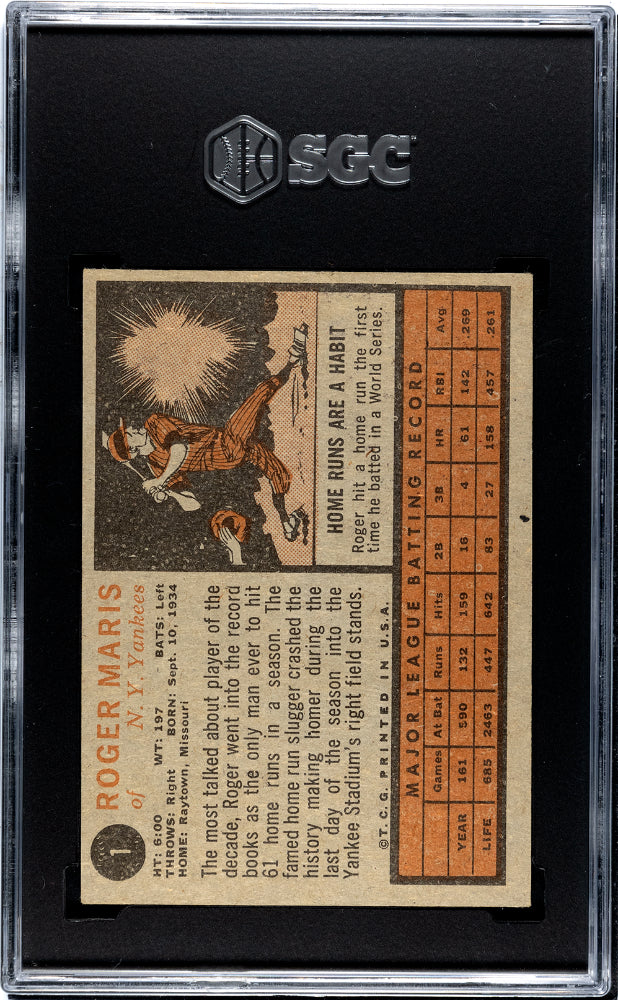 SGC
1
ROGER MARIS
of N. Y. Yankees
HT: 6:00 WT: 197 - BATS: Left
THROWS: Right BORN: Sept. 10, 1934
HOME: Raytown, Missouri
The most talked about player of the
decade, Roger went into the record
books as the only man ever to hit
61 home runs in a season. The
famed home run slugger crashed the
history making homer during the
last day of the season into the
Yankee Stadium's right field stands.
©T.C.G. PRINTED IN U.S.A.
HOME RUNS ARE A HABIT
Roger hit a home run the first
time he batted in a World Series.
MAJOR LEAGUE BATTING RECORD
Games At Bat Runs Hits 2B 3B HR RBI Avg
YEAR 161 590 132 159 16 4 61 142 .269
LIFE 685 2463 447 642 83 27 158 457 .261